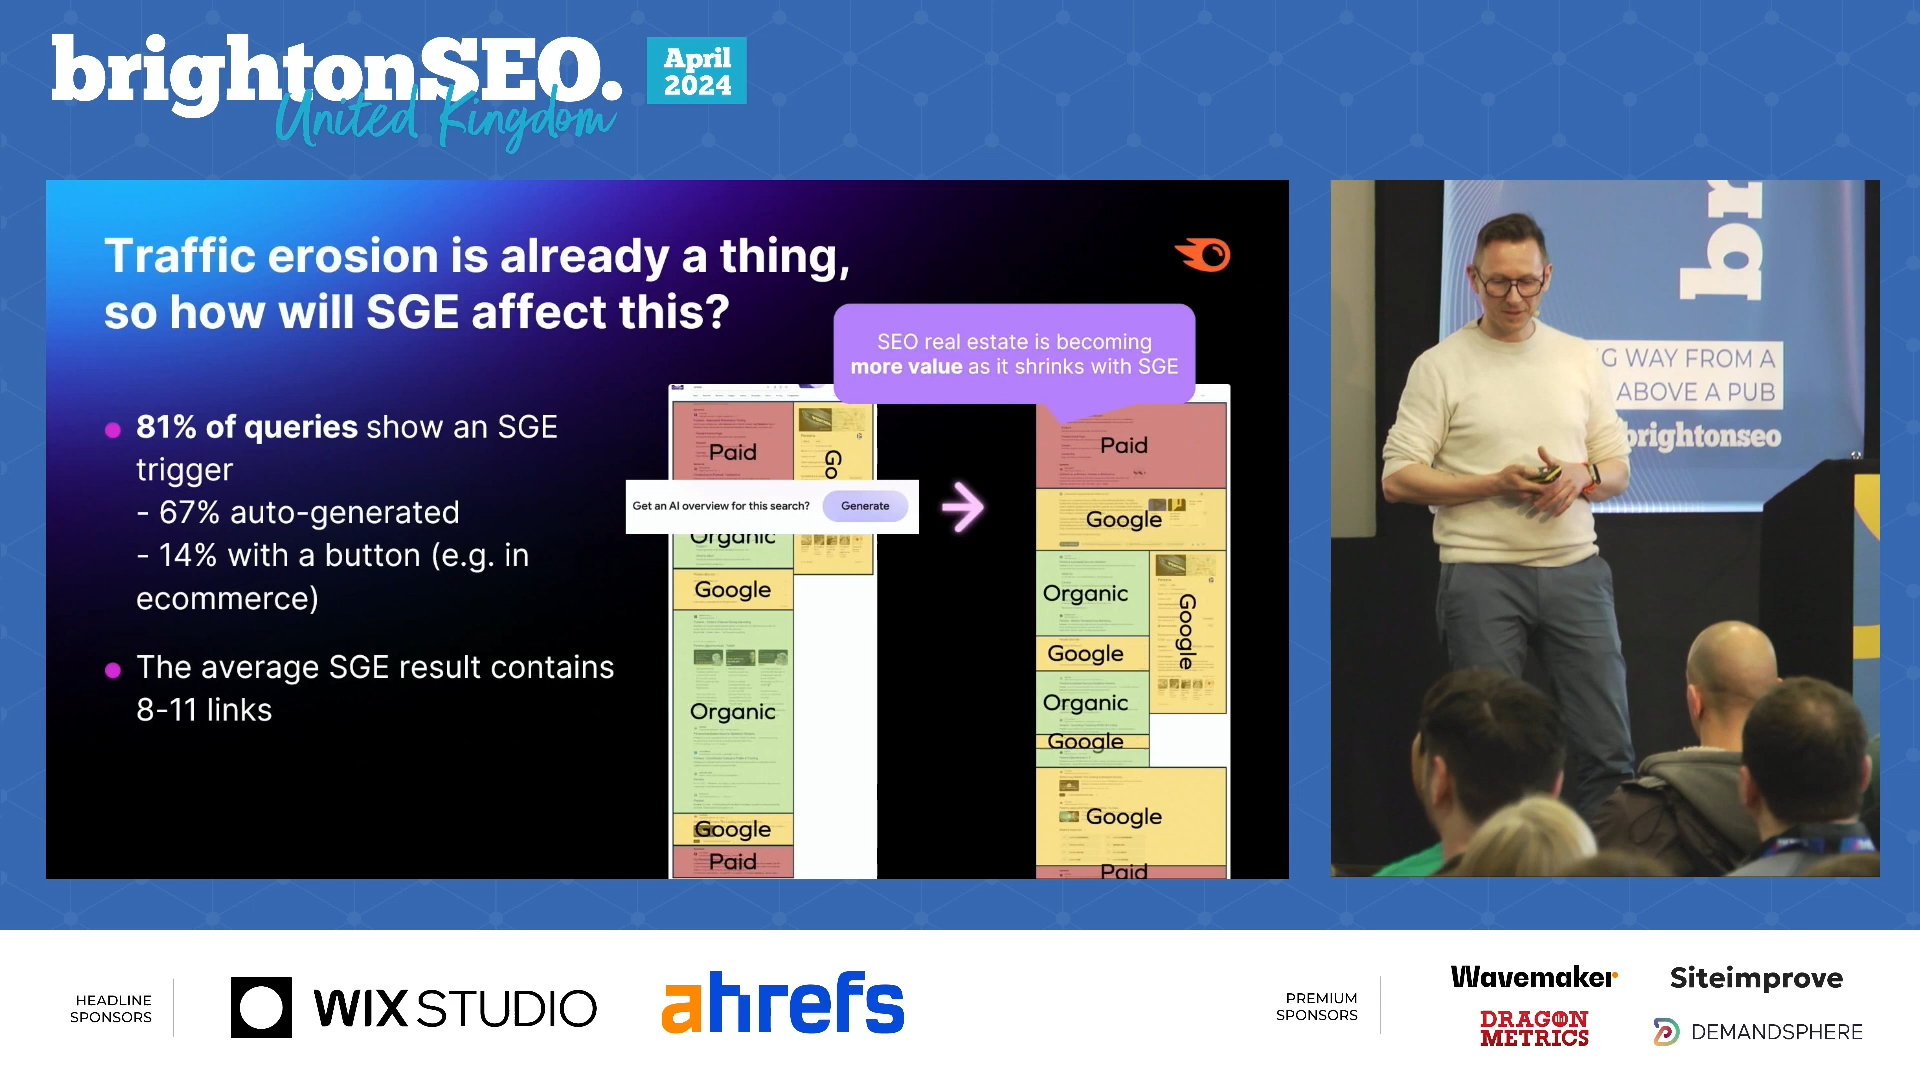 brightonSEO.
United Kingdom
April
2024
Traffic erosion is already a thing,
so how will SGE affect this?
SEO real estate is becoming
more value as it shrinks with SGE
81% of queries show an SGE
trigger
- 67% auto-generated
- 14% with a button (e.g. in
ecommerce)
The average SGE result contains
8-11 links
Paid
Go
Get an AI overview for this search? Generate
Organic
Google
Organic
Google
Paid
Paid
Google
Organic
Google
Google
Organic
Google
Google
Paid
br
G WAY FROM A
ABOVE A PUB
brightonseo
HEADLINE
SPONSORS
WIX STUDIO
ahrefs
PREMIUM
SPONSORS
Wavemaker
Siteimprove
DRAGON
METRICS
DEMANDSPHERE